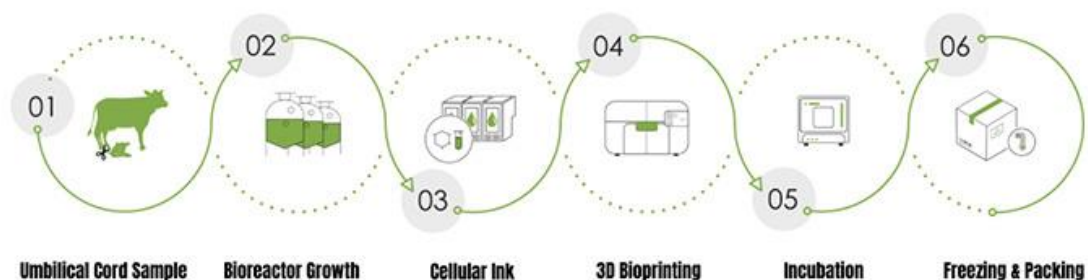 01
02
03
04
05
06
Umbilical Cord Sample
Bioreactor Growth
Cellular Ink
3D Bioprinting
Incubation
Freezing & Packing